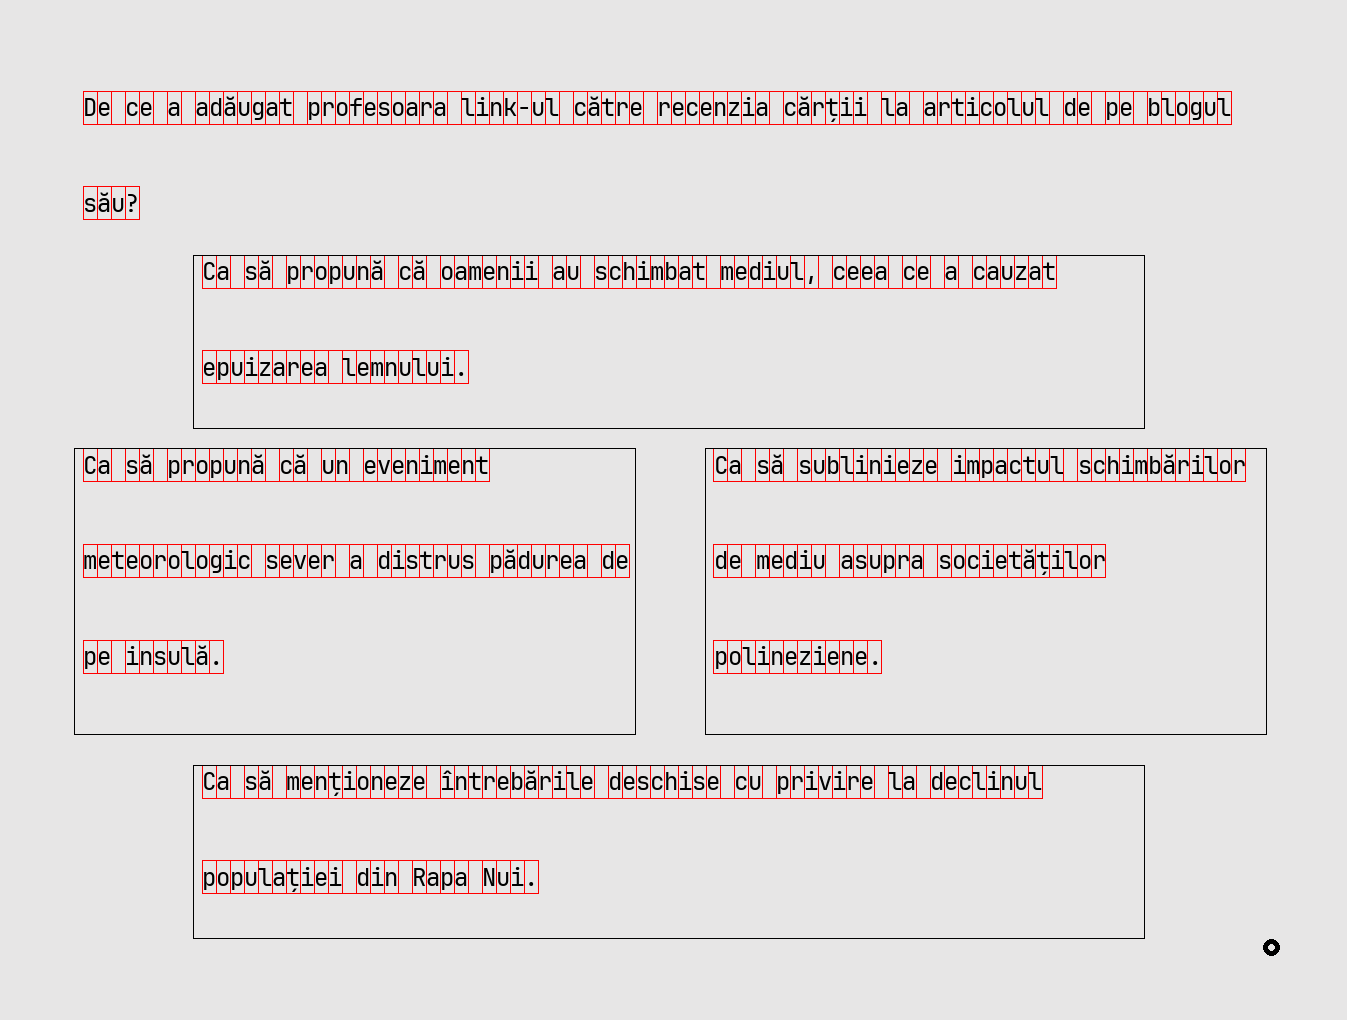 De ce a adăugat profesoara link-ul către recenzia cărții la articolul de pe blogul
său?
Ca să propună că oamenii au schimbat mediul, ceea ce a cauzat
epuizarea lemnului.
Ca să propună că un eveniment
meteorologic sever a distrus pădurea de
pe insulă.
Ca să sublinieze impactul schimbărilor
de mediu asupra societăților
polineziene.
Ca să menționeze întrebările deschise cu privire la declinul
populației din Rapa Nui.